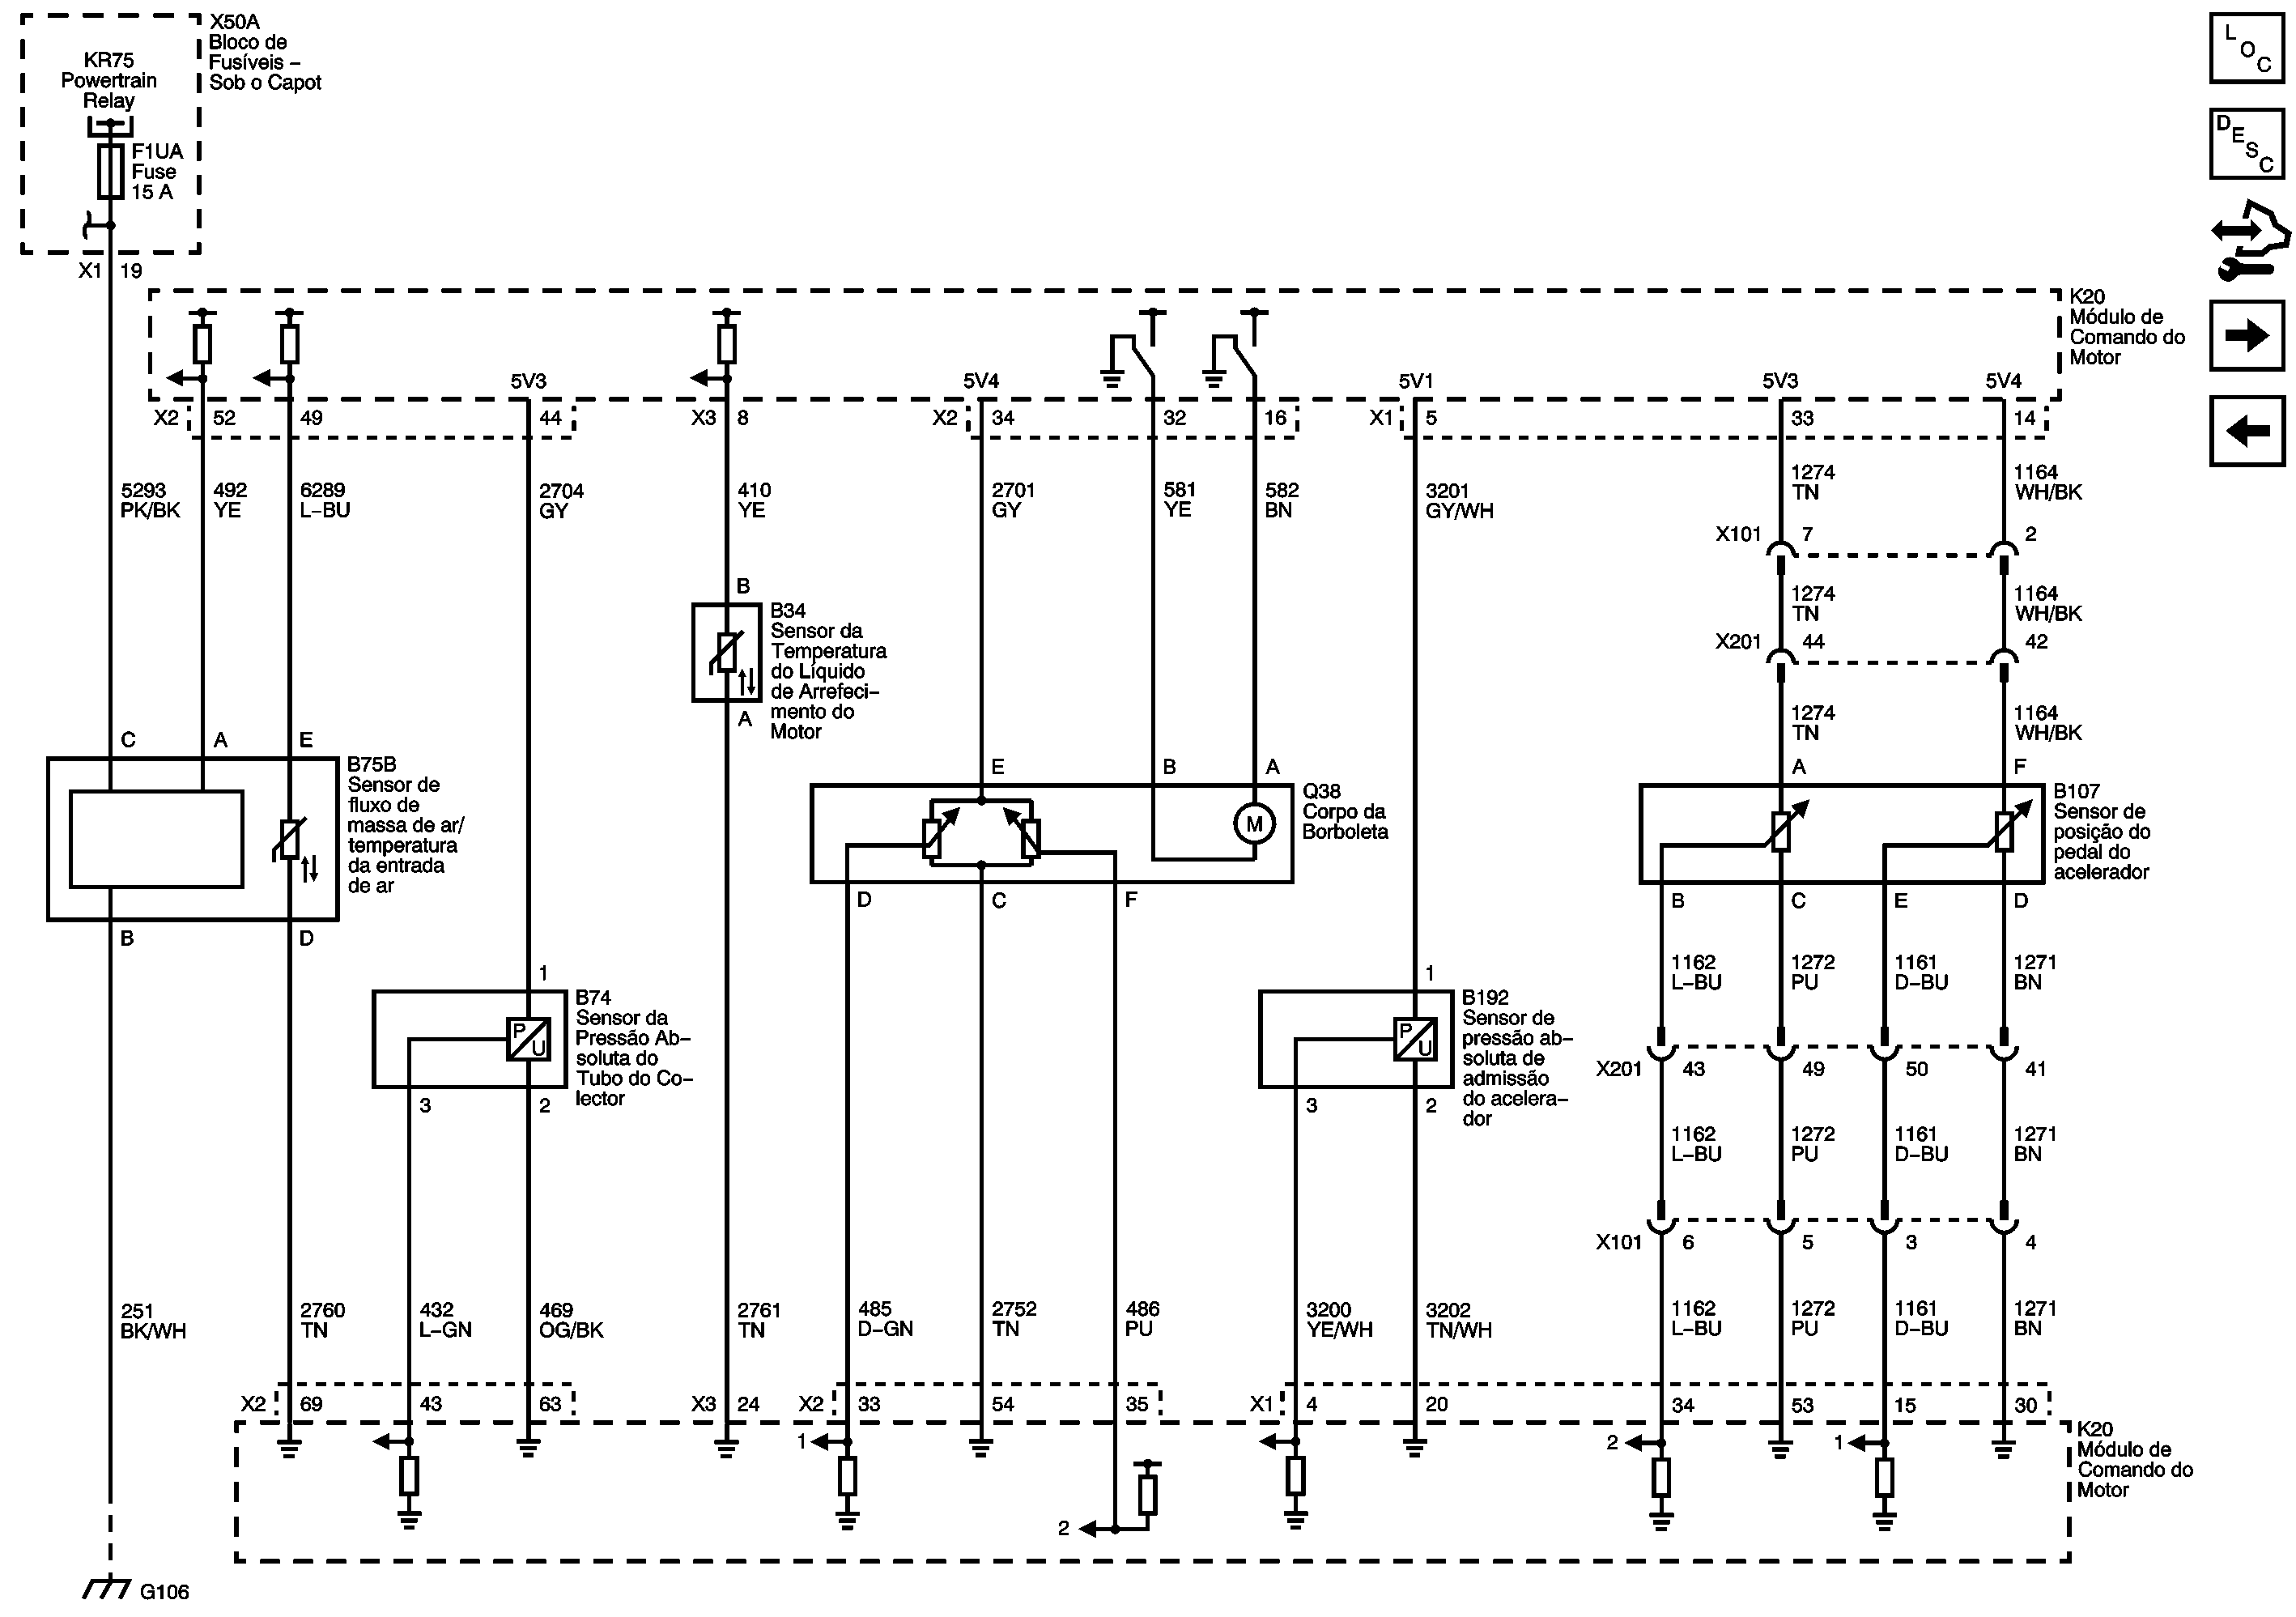 X50A
Bloco de
Fusíveis –
Sob o Capot
KR75
Powertrain
Relay
F1UA
Fuse
15 A
X1 19
L
O
C
D
E
S
C
K20
Módulo de
Comando do
Motor
5V3 5V4 5V1 5V3 5V4
X2 52 49 44 X3 8 X2 34 32 16 X1 5 33 14
5293
PK/BK
492
YE
6289
L–BU
2704
GY
410
YE
2701
GY
581
YE
582
BN
3201
GY/WH
1274
TN
1164
WH/BK
X101 7 2
1274
TN
1164
WH/BK
X201 44 42
1274
TN
1164
WH/BK
B
B34
Sensor da
Temperatura
do Líquido
de Arrefeci–
mento do
Motor
A
C A E
B75B
Sensor de
fluxo de
massa de ar/
temperatura
da entrada
de ar
B D
E B A
M
Q38
Corpo da
Borboleta
D C F
A F
B107
Sensor de
posição do
pedal do
acelerador
B C E D
1
P
U
B74
Sensor da
Pressão Ab–
soluta do
Tubo do Co–
lector
3 2
1
P
U
B192
Sensor de
pressão ab–
soluta de
admissão
do acelera–
dor
3 2
1162
L–BU
1272
PU
1161
D–BU
1271
BN
X201 43 49 50 41
1162
L–BU
1272
PU
1161
D–BU
1271
BN
X101 6 5 3 4
251
BK/WH
2760
TN
432
L–GN
469
OG/BK
2761
TN
485
D–GN
2752
TN
486
PU
3200
YE/WH
3202
TN/WH
1162
L–BU
1272
PU
1161
D–BU
1271
BN
X2 69 43 63 X3 24 X2 33 54 35 X1 4 20 34 53 15 30
1 2 1
2
K20
Módulo de
Comando do
Motor
G106